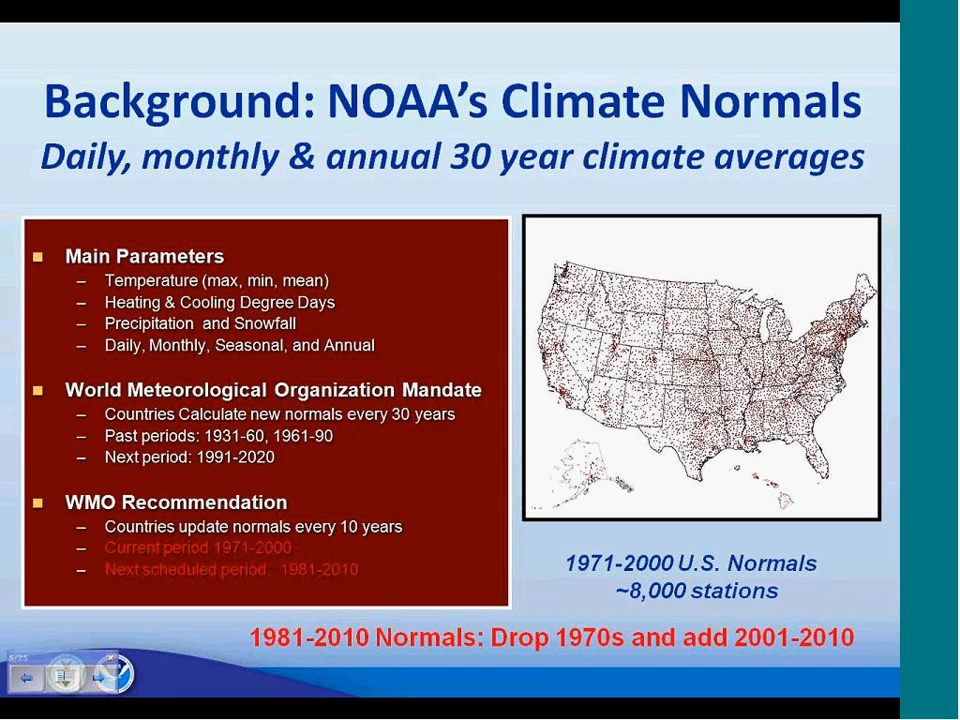 Background: NOAA's Climate Normals
Daily, monthly & annual 30 year climate averages
Main Parameters
– Temperature (max, min, mean)
– Heating & Cooling Degree Days
– Precipitation and Snowfall
– Daily, Monthly, Seasonal, and Annual
World Meteorological Organization Mandate
– Countries Calculate new normals every 30 years
– Past periods: 1931-60, 1961-90
– Next period: 1991-2020
WMO Recommendation
– Countries update normals every 10 years
– Current period 1971-2000
– Next scheduled period: 1981-2010
1971-2000 U.S. Normals
~8,000 stations
1981-2010 Normals: Drop 1970s and add 2001-2010
5/25